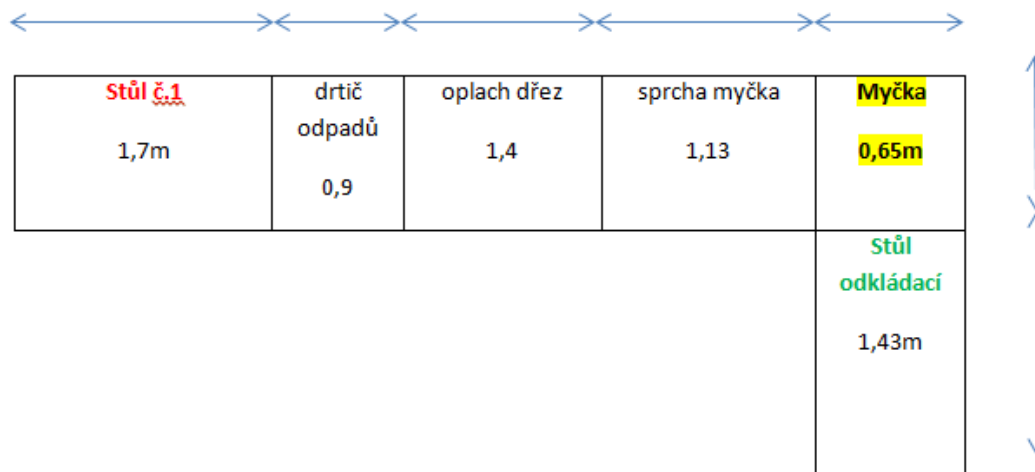 Stůl č.1
1,7m
drtič
odpadů
0,9
oplach dřez
1,4
sprcha myčka
1,13
Myčka
0,65m
Stůl
odkládací
1,43m